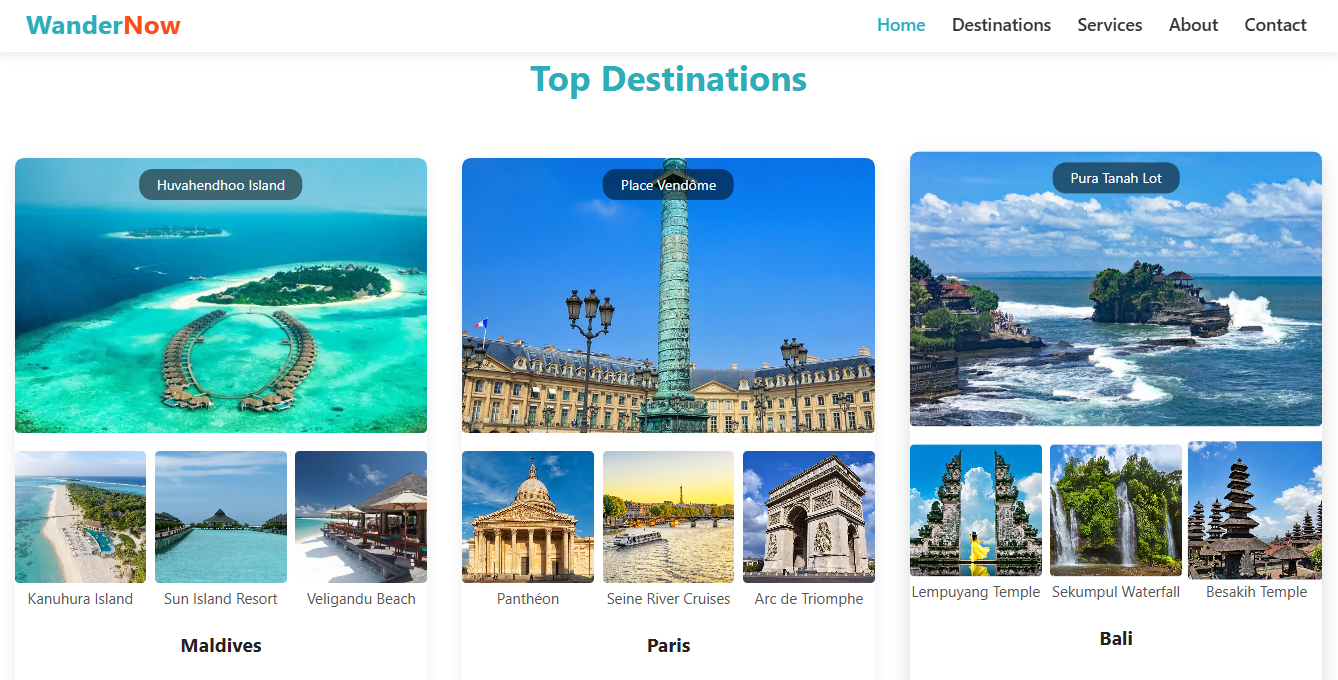 WanderNow
Home Destinations Services About Contact
Top Destinations
Huvahendhoo Island
Place Vendôme
Pura Tanah Lot
Kanuhura Island
Sun Island Resort
Veligandu Beach
Panthéon
Seine River Cruises
Arc de Triomphe
Lempuyang Temple
Sekumpul Waterfall
Besakih Temple
Maldives
Paris
Bali